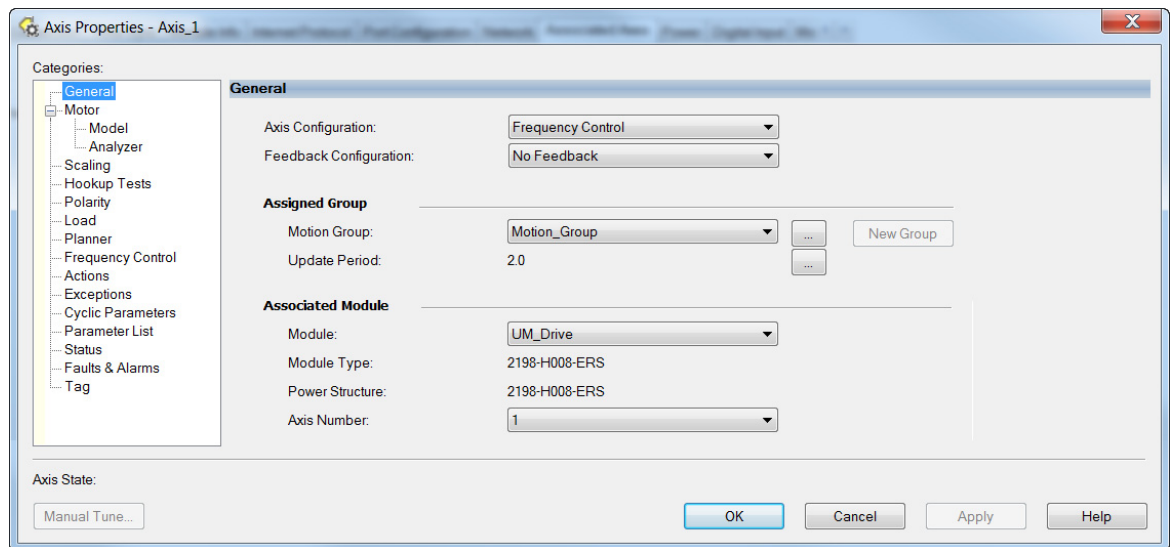 Axis Properties - Axis_1
X
Categories:
General
Motor
Model
Analyzer
Scaling
Hookup Tests
Polarity
Load
Planner
Frequency Control
Actions
Exceptions
Cyclic Parameters
Parameter List
Status
Faults & Alarms
Tag
General
Axis Configuration: Frequency Control
Feedback Configuration: No Feedback
Assigned Group
Motion Group: Motion_Group ... New Group
Update Period: 2.0 ...
Associated Module
Module: UM_Drive
Module Type: 2198-H008-ERS
Power Structure: 2198-H008-ERS
Axis Number: 1
Axis State:
Manual Tune... OK Cancel Apply Help